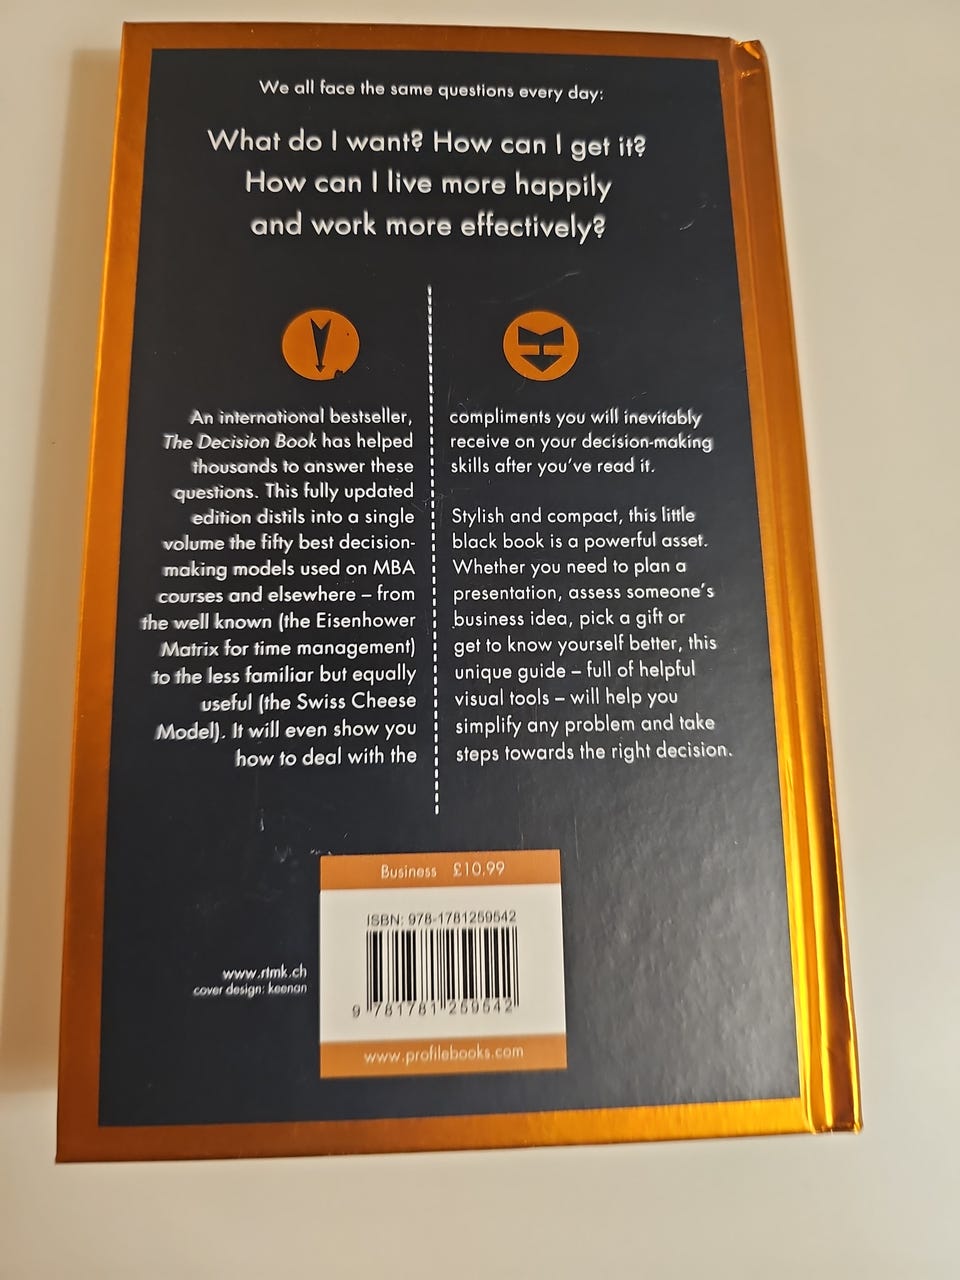 We all face the same questions every day:
What do I want? How can I get it?
How can I live more happily
and work more effectively?
An international bestseller,
The Decision Book has helped
thousands to answer these
questions. This fully updated
edition distils into a single
volume the fifty best decision-
making models used on MBA
courses and elsewhere – from
the well known (the Eisenhower
Matrix for time management)
to the less familiar but equally
useful (the Swiss Cheese
Model). It will even show you
how to deal with the
compliments you will inevitably
receive on your decision-making
skills after you've read it.
Stylish and compact, this little
black book is a powerful asset.
Whether you need to plan a
presentation, assess someone's
business idea, pick a gift or
get to know yourself better, this
unique guide – full of helpful
visual tools – will help you
simplify any problem and take
steps towards the right decision.
Business £10.99
ISBN: 978-1781259542
9 781781 259542
www.rtmk.ch
cover design: keenan
www.profilebooks.com